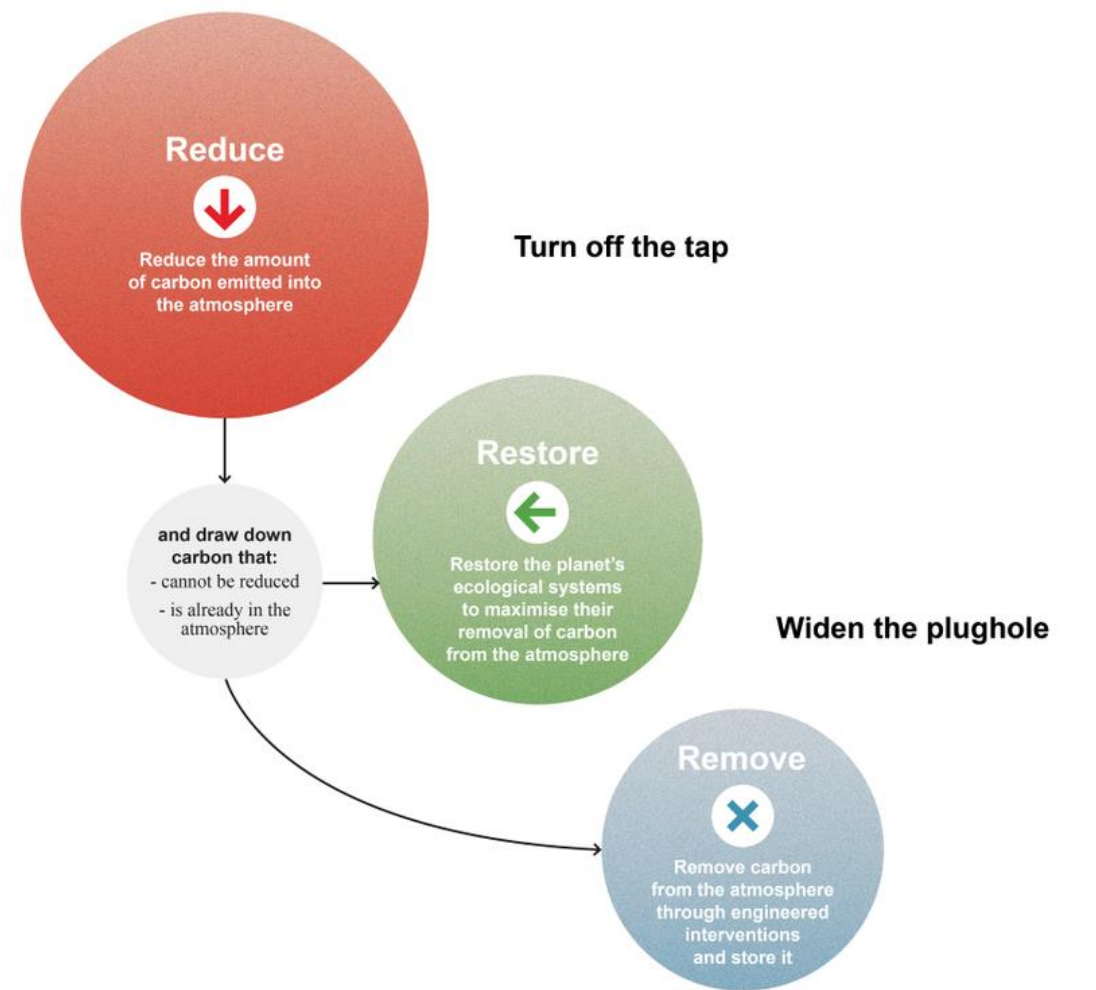 Reduce
Reduce the amount
of carbon emitted into
the atmosphere
Turn off the tap
and draw down
carbon that:
- cannot be reduced
- is already in the
atmosphere
Restore
Restore the planet's
ecological systems
to maximise their
removal of carbon
from the atmosphere
Widen the plughole
Remove
Remove carbon
from the atmosphere
through engineered
interventions
and store it